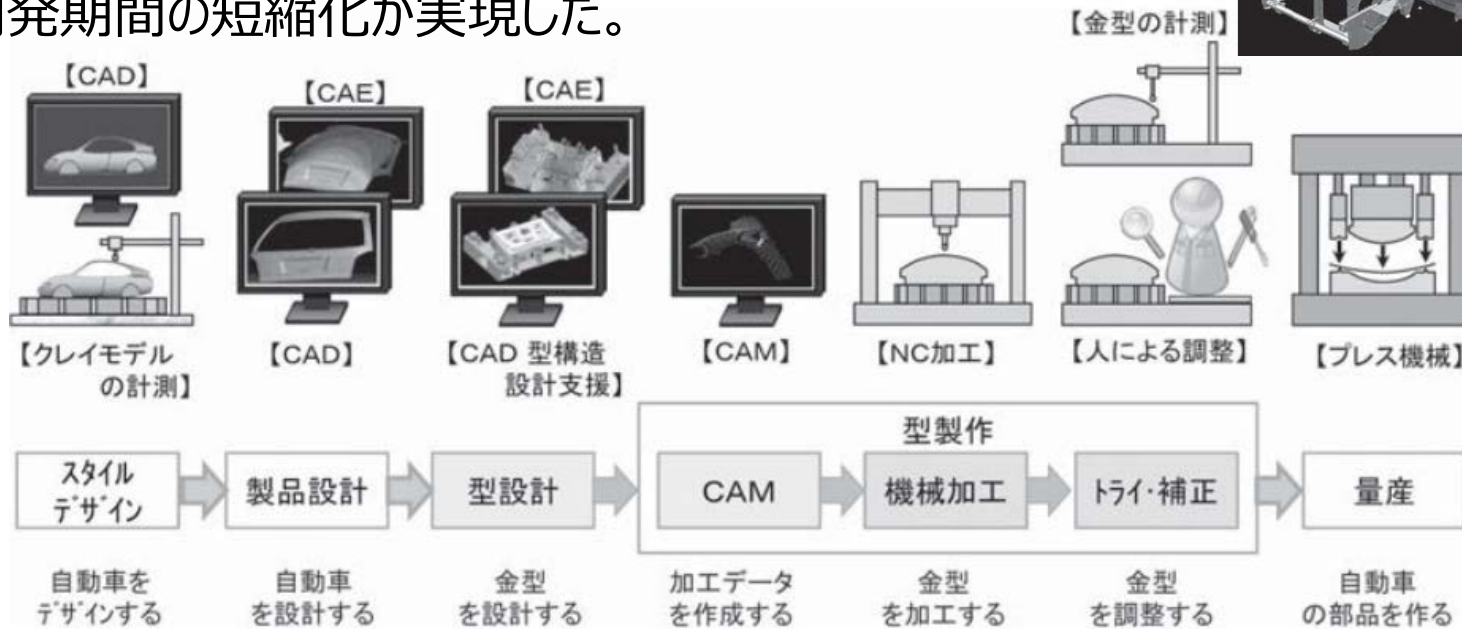 発期間の短縮化が実現した。
【金型の計測】
【CAD】
【CAE】
【CAE】
【クレイモデル
の計測】
【CAD】
【CAD 型構造
設計支援】
【CAM】
【NC加工】
【人による調整】
【プレス機械】
型製作
スタイル
デザイン
製品設計
型設計
CAM
機械加工
トライ・補正
量産
自動車を
デザインする
自動車
を設計する
金型
を設計する
加工データ
を作成する
金型
を加工する
金型
を調整する
自動車
の部品を作る